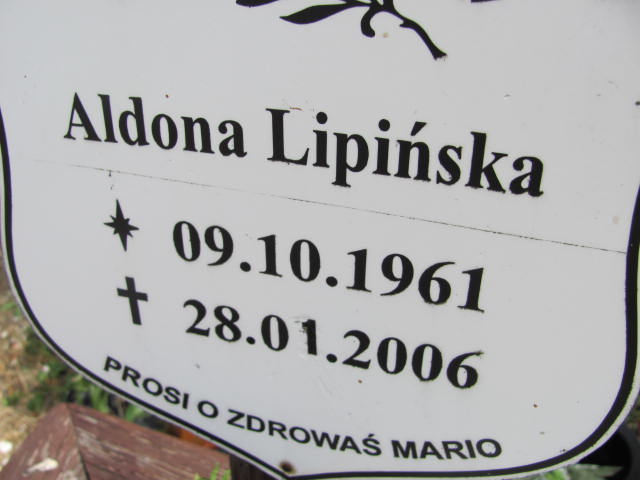 Aldona Lipińska
09.10.1961
28.01.2006
PROSI O ZDROWAŚ MARIO